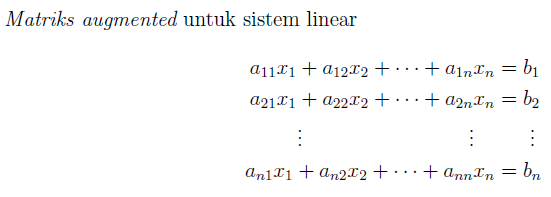 Matriks augmented untuk sistem linear
a₁₁x₁ + a₁₂x₂ + ··· + a₁ₙxₙ = b₁
a₂₁x₁ + a₂₂x₂ + ··· + a₂ₙxₙ = b₂
⋮ ⋮ ⋮
aₙ₁x₁ + aₙ₂x₂ + ··· + aₙₙxₙ = bₙ